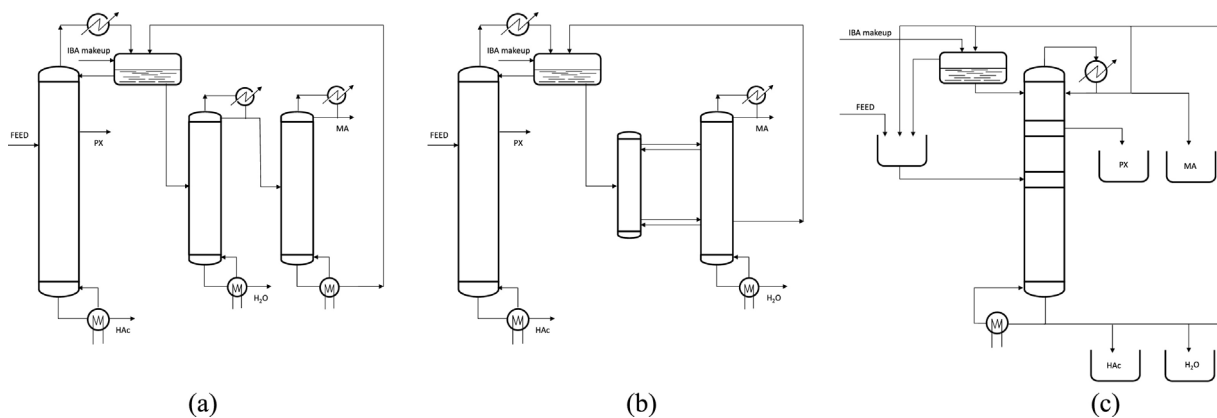 IBA makeup
FEED
PX
MA
H₂O
HAc
(a)
IBA makeup
FEED
PX
MA
H₂O
HAc
(b)
IBA makeup
FEED
PX
MA
HAc
H₂O
(c)